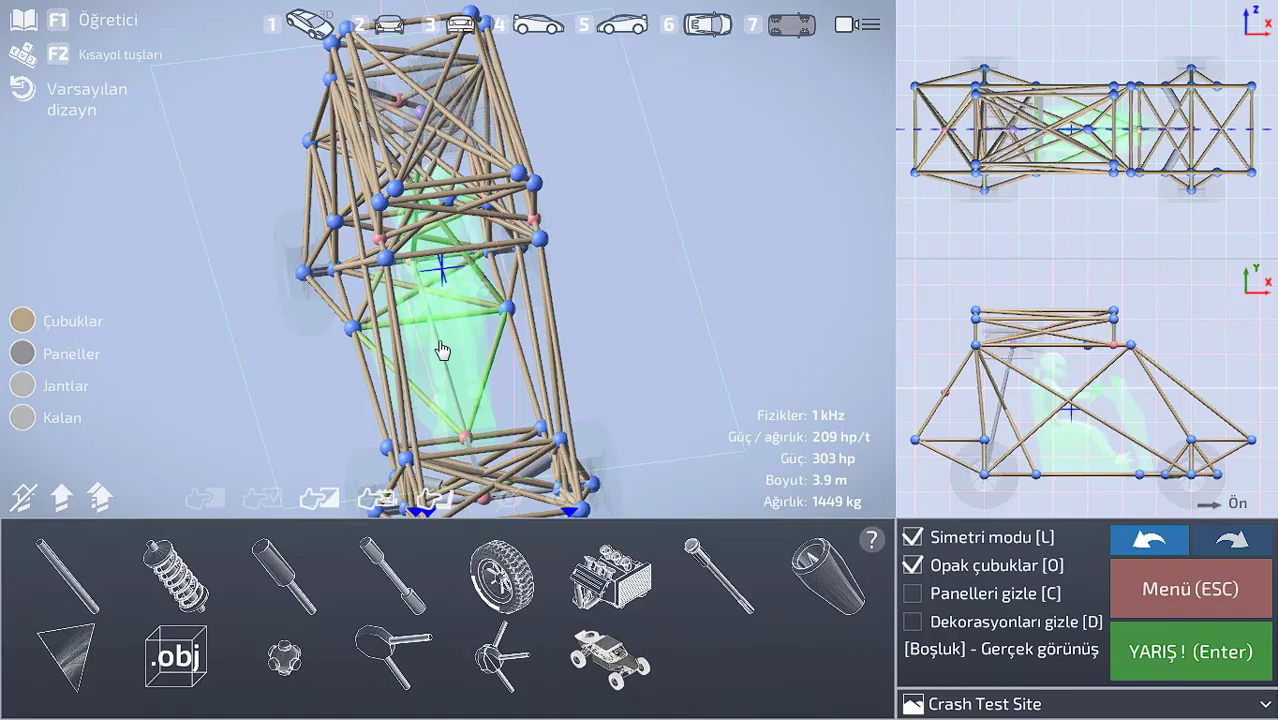 F1 Öğretici
F2 Kısayol tuşları
Varsayılan
dizayn
1 3D 2 3 4 5 6 7
Çubuklar
Paneller
Jantlar
Kalan
Fizikler: 1 kHz
Güç / ağırlık: 209 hp/t
Güç: 303 hp
Boyut: 3.9 m
Ağırlık: 1449 kg
Z
X
Y
X
Ön
?
.obj
Simetri modu [L]
Opak çubuklar [O]
Panelleri gizle [C]
Dekorasyonları gizle [D]
[Boşluk] - Gerçek görünüş
Menü (ESC)
YARIŞ ! (Enter)
Crash Test Site